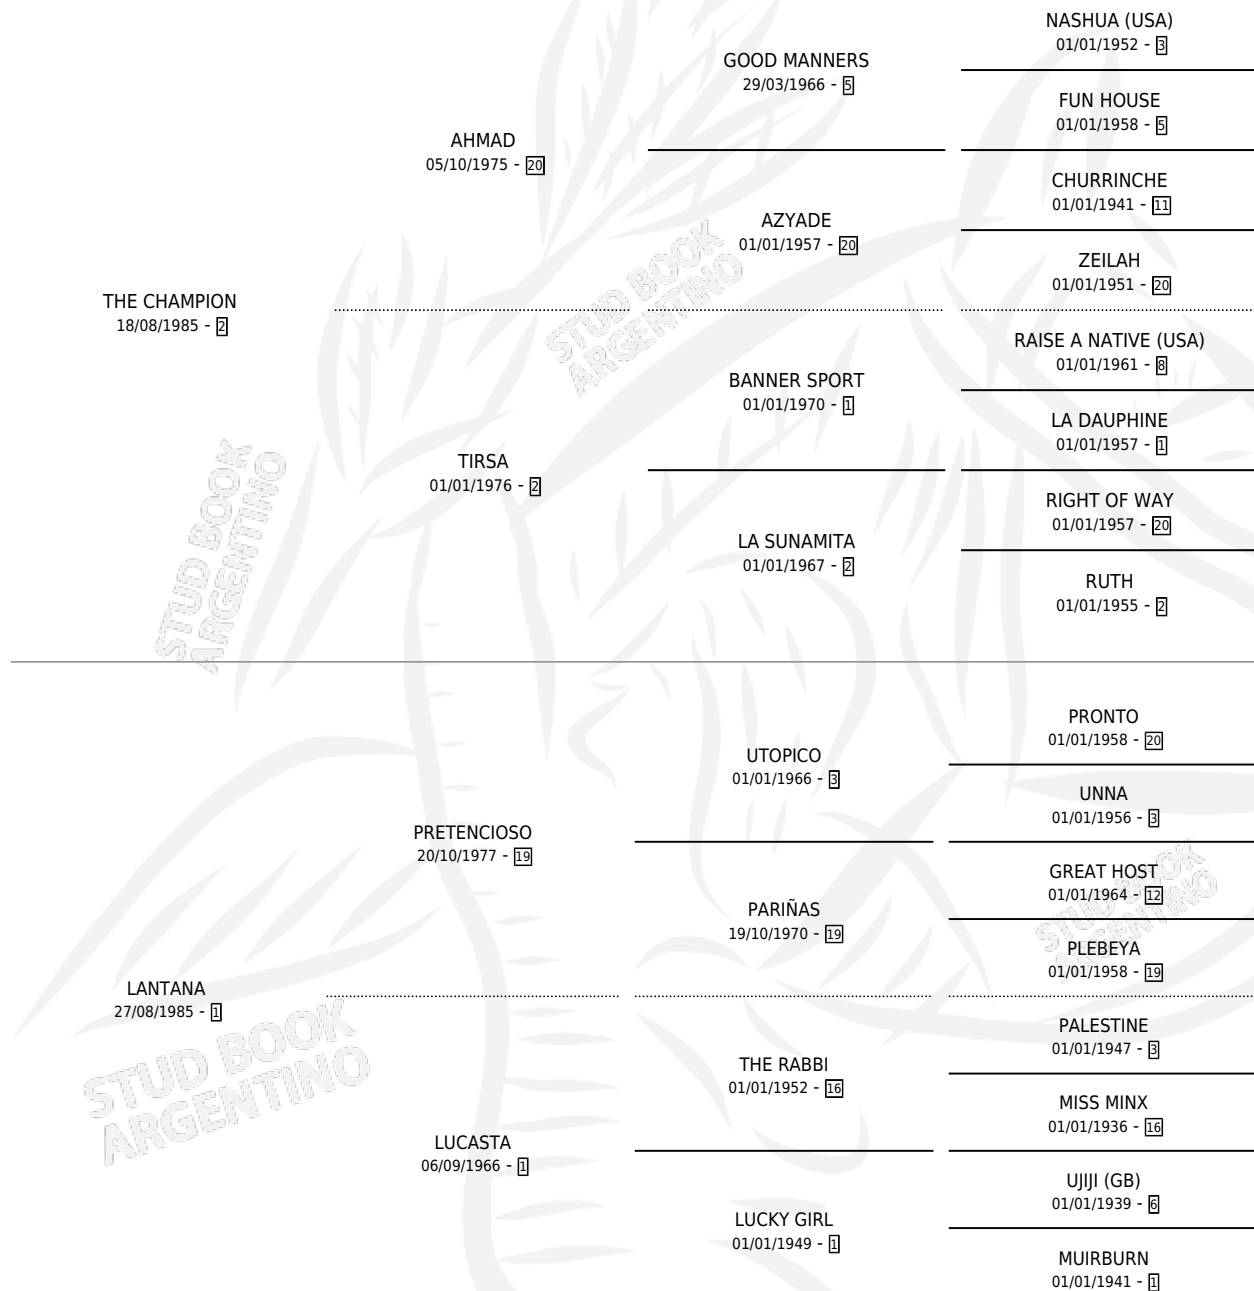 NASHUA (USA)
01/01/1952 - 3
GOOD MANNERS
29/03/1966 - 5
FUN HOUSE
01/01/1958 - 5
AHMAD
05/10/1975 - 20
CHURRINCHE
01/01/1941 - 11
AZYADE
01/01/1957 - 20
ZEILAH
01/01/1951 - 20
THE CHAMPION
18/08/1985 - 2
STUD BOOK
ARGENTINO
RAISE A NATIVE (USA)
01/01/1961 - 8
BANNER SPORT
01/01/1970 - 1
LA DAUPHINE
01/01/1957 - 1
TIRSA
01/01/1976 - 2
RIGHT OF WAY
01/01/1957 - 20
LA SUNAMITA
01/01/1967 - 2
RUTH
01/01/1955 - 2
STUD BOOK
ARGENTINO
PRONTO
01/01/1958 - 20
UTOPICO
01/01/1966 - 3
UNNA
01/01/1956 - 3
PRETENCIOSO
20/10/1977 - 19
GREAT HOST
01/01/1964 - 12
PARIÑAS
19/10/1970 - 19
PLEBEYA
01/01/1958 - 19
STUD BOOK
ARGENTINO
LANTANA
27/08/1985 - 1
PALESTINE
01/01/1947 - 3
THE RABBI
01/01/1952 - 16
MISS MINX
01/01/1936 - 16
STUD BOOK
ARGENTINO
LUCASTA
06/09/1966 - 1
UJIJI (GB)
01/01/1939 - 6
LUCKY GIRL
01/01/1949 - 1
MUIRBURN
01/01/1941 - 1